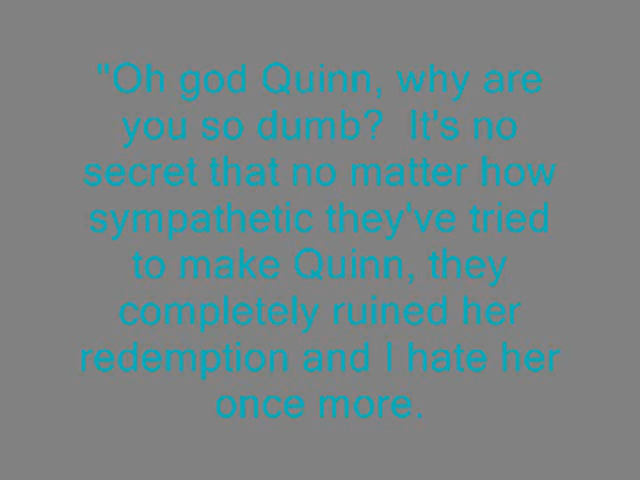 "Oh god Quinn, why are
you so dumb?  It's no
secret that no matter how
sympathetic they've tried
to make Quinn, they
completely ruined her
redemption and I hate her
once more.